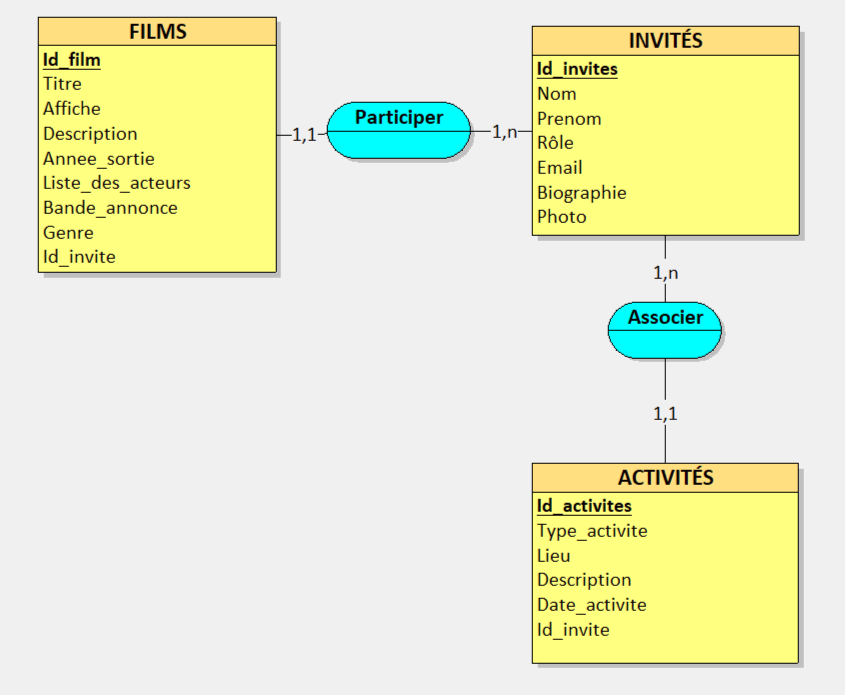 FILMS
Id_film
Titre
Affiche
Description
Annee_sortie
Liste_des_acteurs
Bande_annonce
Genre
Id_invite
1,1
Participer
1,n
INVITÉS
Id_invites
Nom
Prenom
Rôle
Email
Biographie
Photo
1,n
Associer
1,1
ACTIVITÉS
Id_activites
Type_activite
Lieu
Description
Date_activite
Id_invite